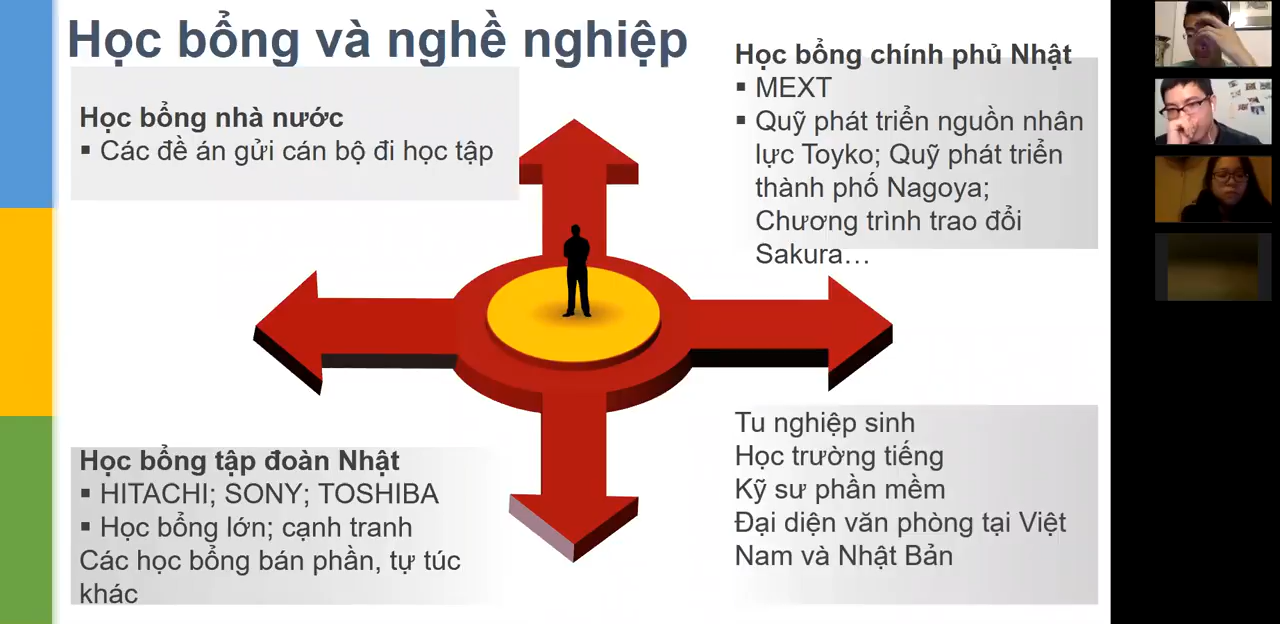 Học bổng và nghề nghiệp
Học bổng nhà nước
▪ Các đề án gửi cán bộ đi học tập
Học bổng chính phủ Nhật
▪ MEXT
▪ Quỹ phát triển nguồn nhân
lực Toyko; Quỹ phát triển
thành phố Nagoya;
Chương trình trao đổi
Sakura…
Học bổng tập đoàn Nhật
▪ HITACHI; SONY; TOSHIBA
▪ Học bổng lớn; cạnh tranh
Các học bổng bán phần, tự túc
khác
Tu nghiệp sinh
Học trường tiếng
Kỹ sư phần mềm
Đại diện văn phòng tại Việt
Nam và Nhật Bản